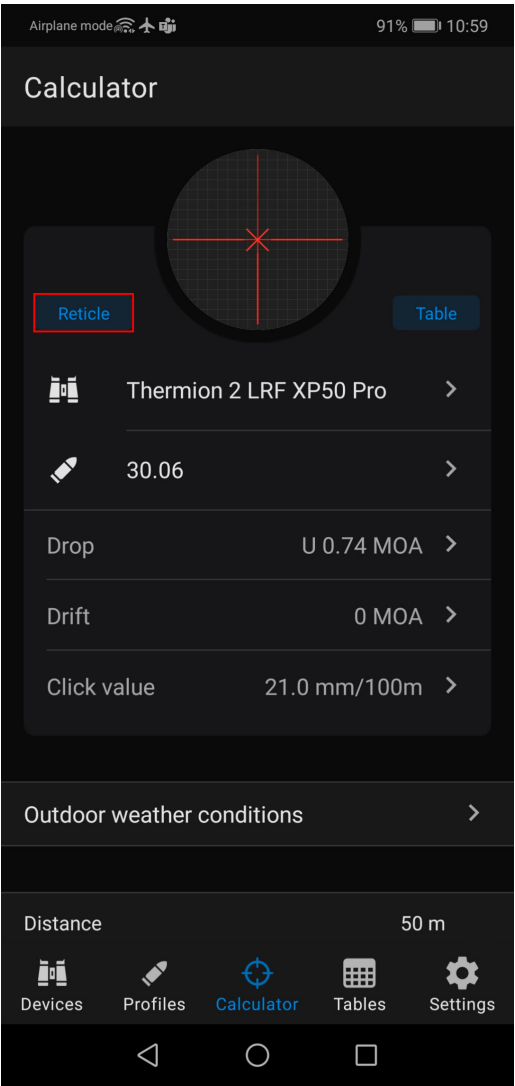 Airplane mode 91% 10:59
Calculator
Reticle Table
Thermion 2 LRF XP50 Pro
30.06
Drop U 0.74 MOA
Drift 0 MOA
Click value 21.0 mm/100m
Outdoor weather conditions
Distance 50 m
Devices Profiles Calculator Tables Settings